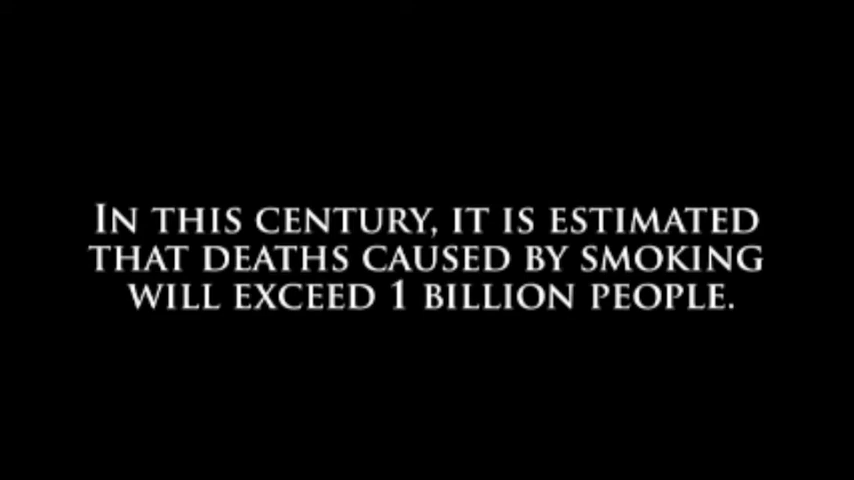 In this century, it is estimated
that deaths caused by smoking
will exceed 1 billion people.